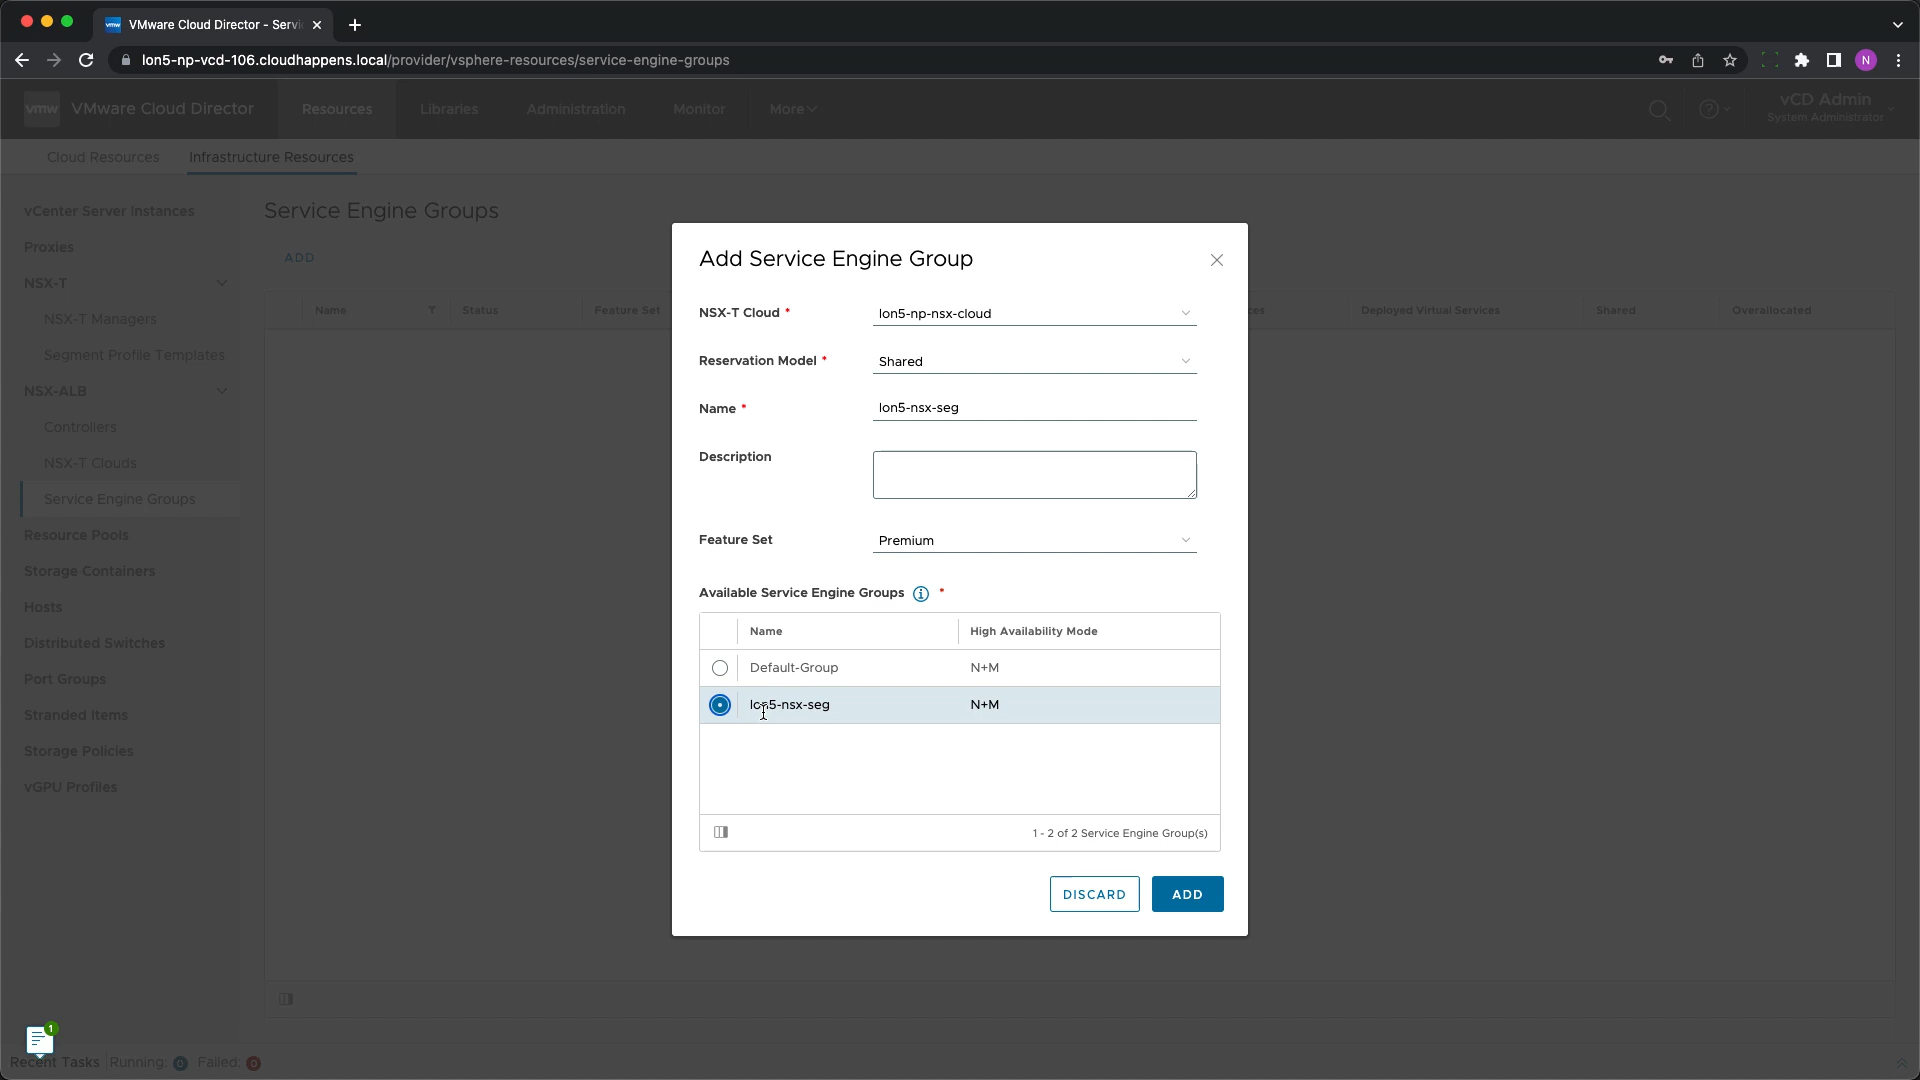 vmw VMware Cloud Director - Servi
lon5-np-vcd-106.cloudhappens.local/provider/vsphere-resources/service-engine-groups
N
vmw VMware Cloud Director
Resources
Libraries
Administration
Monitor
More
vCD Admin
System Administrator
Cloud Resources
Infrastructure Resources
vCenter Server Instances
Proxies
NSX-T
NSX-T Managers
Segment Profile Templates
NSX-ALB
Controllers
NSX-T Clouds
Service Engine Groups
Resource Pools
Storage Containers
Hosts
Distributed Switches
Port Groups
Stranded Items
Storage Policies
vGPU Profiles
Service Engine Groups
ADD
Name Status Feature Set ces Deployed Virtual Services Shared Overallocated
Add Service Engine Group
NSX-T Cloud * lon5-np-nsx-cloud
Reservation Model * Shared
Name * lon5-nsx-seg
Description
Feature Set Premium
Available Service Engine Groups *
Name High Availability Mode
Default-Group N+M
lon5-nsx-seg N+M
1 - 2 of 2 Service Engine Group(s)
DISCARD ADD
1
Recent Tasks Running: 0 Failed: 0